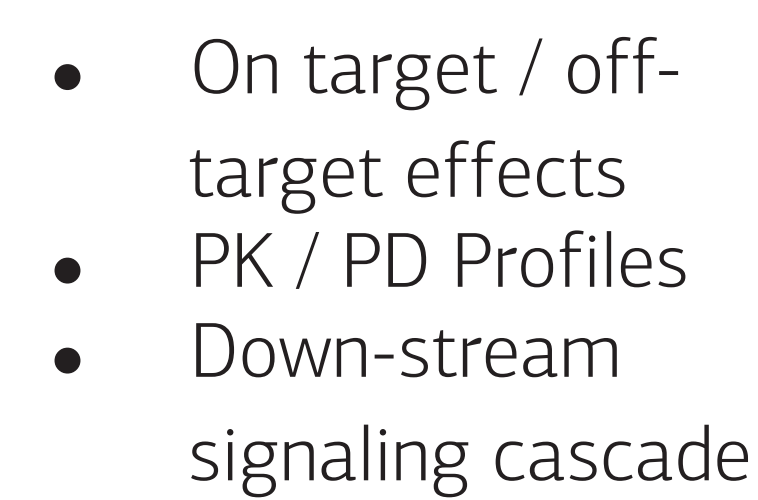 • On target / off-
target effects
• PK / PD Profiles
• Down-stream
signaling cascade